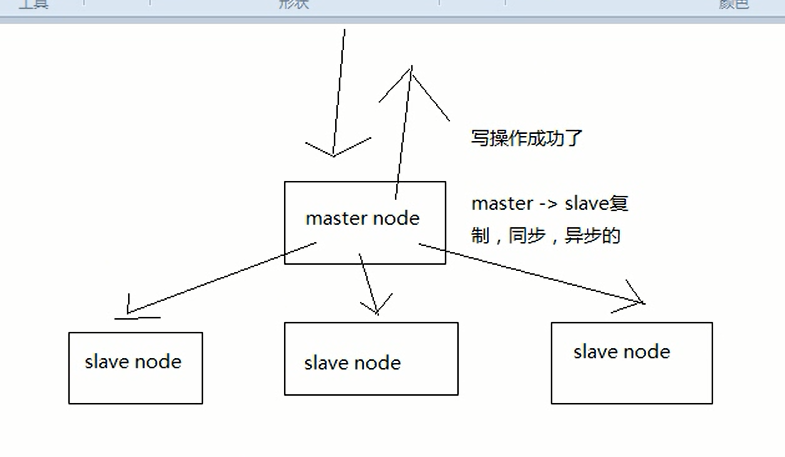 工具
形状
颜色
写操作成功了
master node
master -> slave复
制，同步，异步的
slave node
slave node
slave node